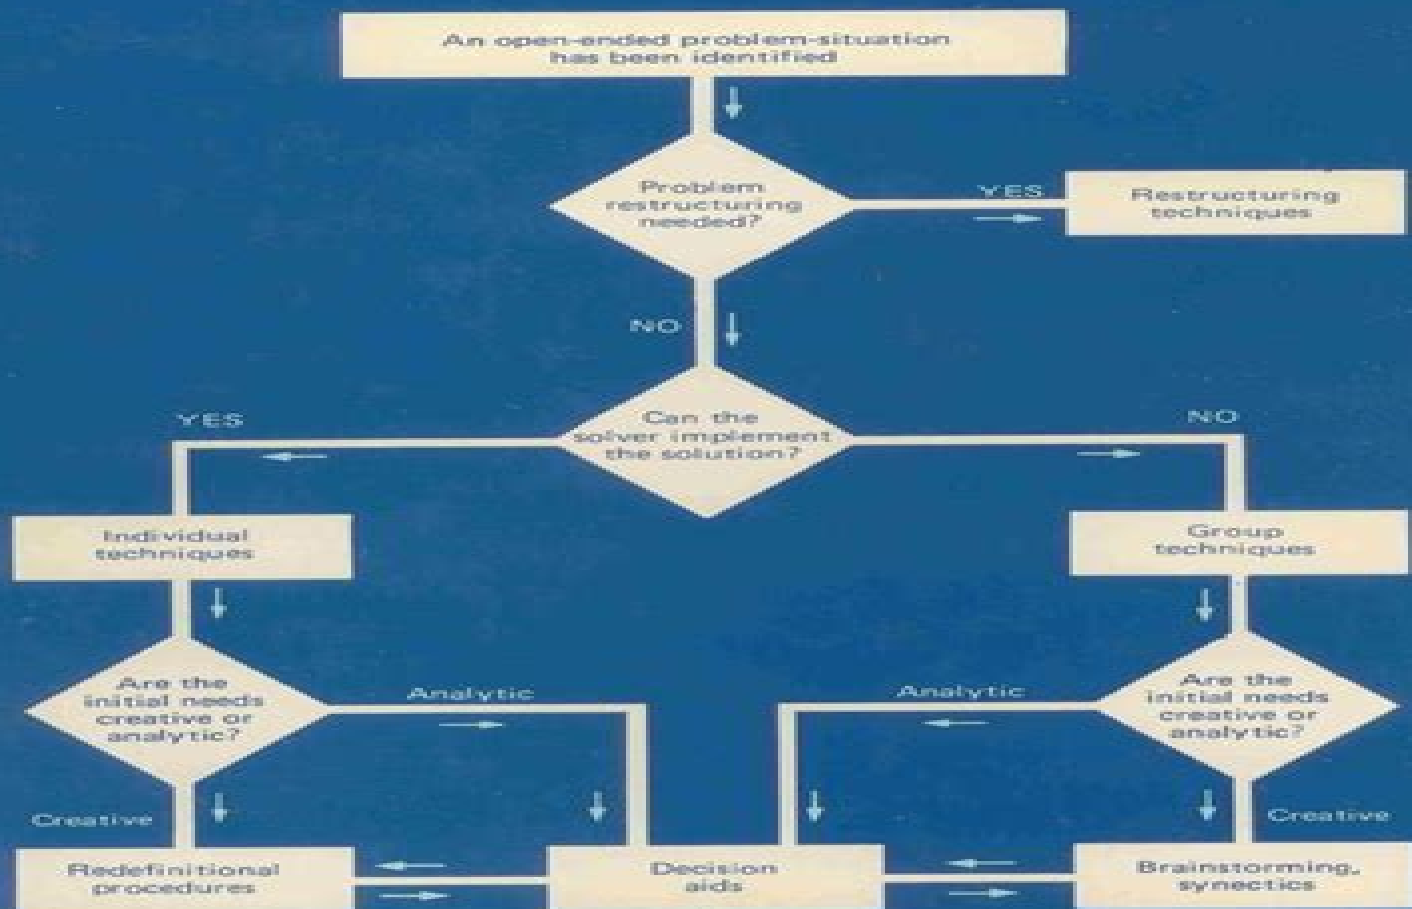 An open-ended problem-situation
has been identified
Problem
restructuring
needed?
YES
Restructuring
techniques
NO
Can the
solver implement
the solution?
YES
NO
Individual
techniques
Group
techniques
Are the
initial needs
creative or
analytic?
Analytic
Analytic
Are the
initial needs
creative or
analytic?
Creative
Creative
Redefinitional
procedures
Decision
aids
Brainstorming,
synectics